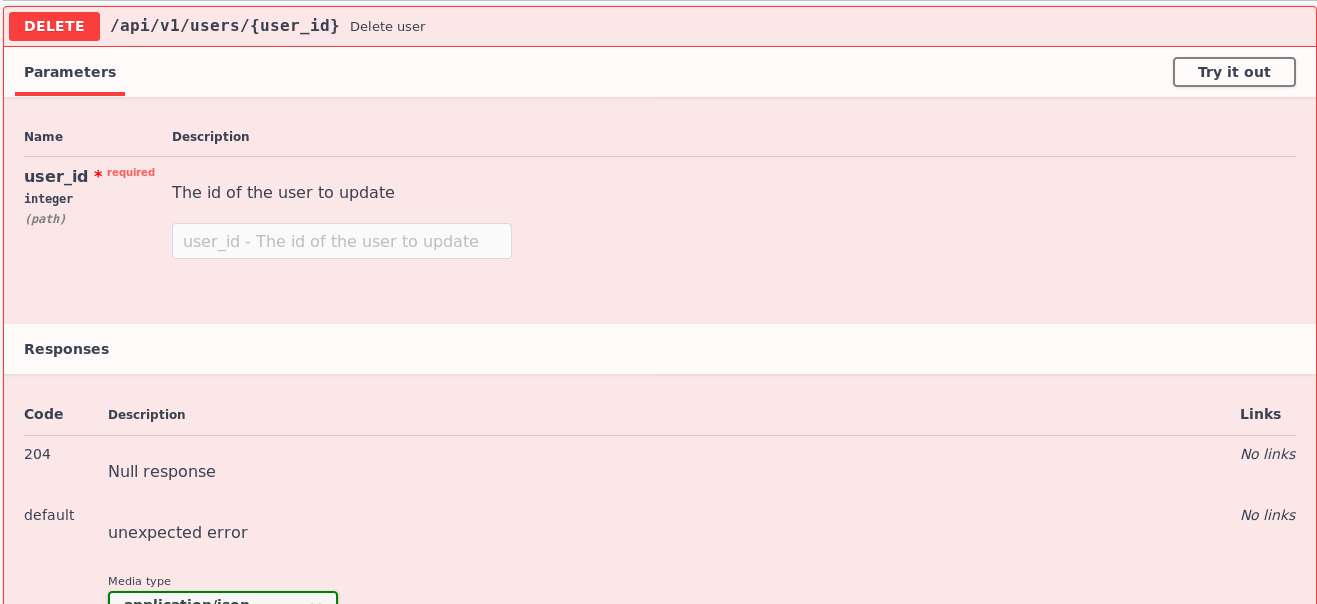 DELETE /api/v1/users/{user_id} Delete user
Parameters Try it out
Name Description
user_id * required
integer
(path)
The id of the user to update
user_id - The id of the user to update
Responses
Code Description Links
204 No links
Null response
default No links
unexpected error
Media type
application/json